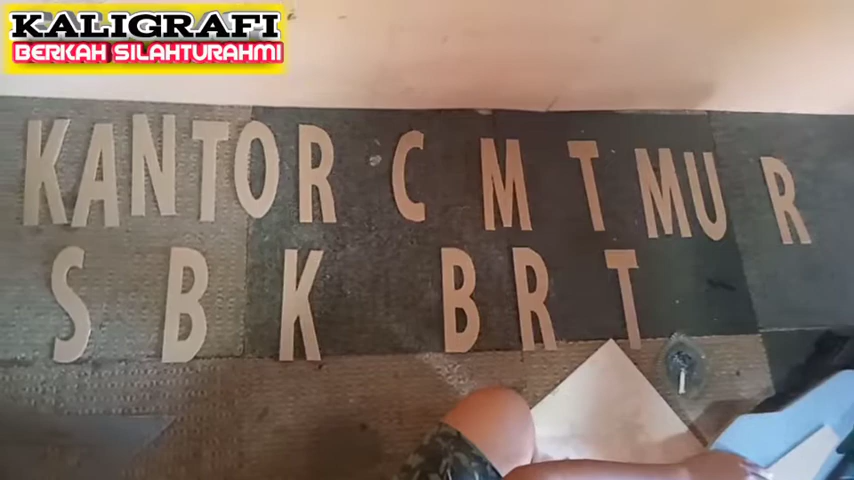 KALIGRAFI
BERKAH SILAHTURAHMI
KANTOR C M T MU R
S B K B R T